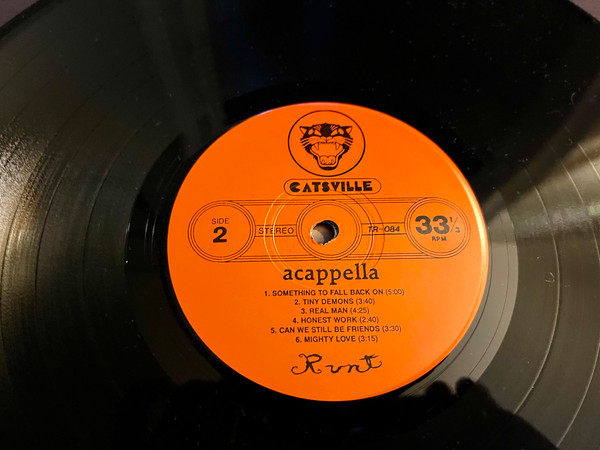 CATSVILLE
SIDE
2
STEREO
TR-084
33 1/3
RPM
acappella
1. SOMETHING TO FALL BACK ON (5:00)
2. TINY DEMONS (3:40)
3. REAL MAN (4:25)
4. HONEST WORK (2:40)
5. CAN WE STILL BE FRIENDS (3:30)
6. MIGHTY LOVE (3:15)
Runt